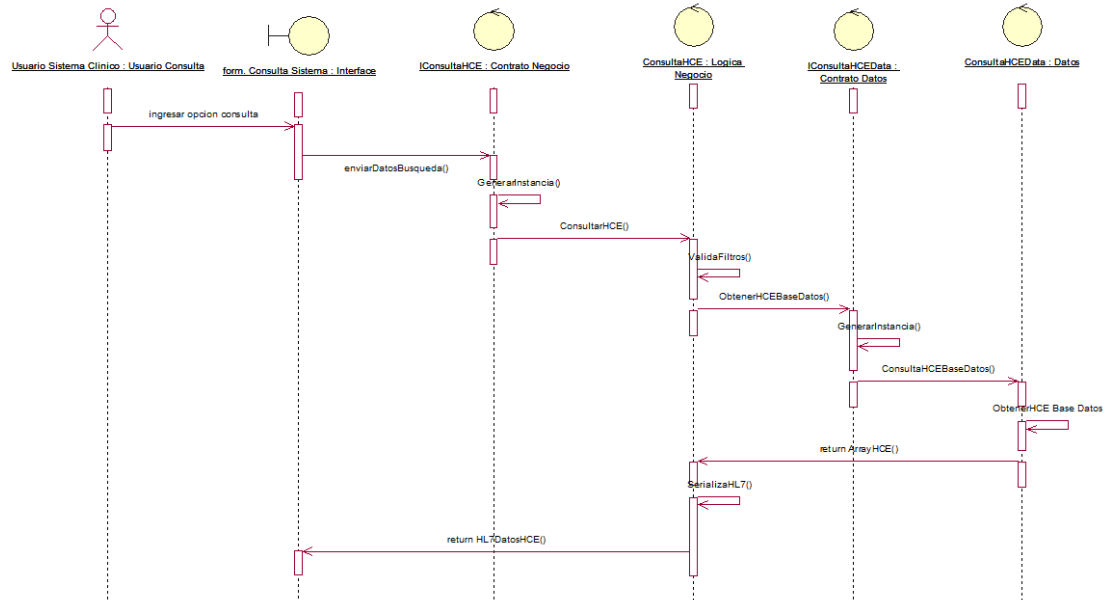 Usuario Sistema Clinico : Usuario Consulta
form. Consulta Sistema : Interface
IConsultaHCE : Contrato Negocio
ConsultaHCE : Logica
Negocio
IConsultaHCEData :
Contrato Datos
ConsultaHCEData : Datos
ingresar opcion consulta
enviarDatosBusqueda()
GenerarInstancia()
ConsultarHCE()
ValidaFiltros()
ObtenerHCEBaseDatos()
GenerarInstancia()
ConsultaHCEBaseDatos()
ObtenerHCE Base Datos
return ArrayHCE()
SerializaHL7()
return HL7DatosHCE()